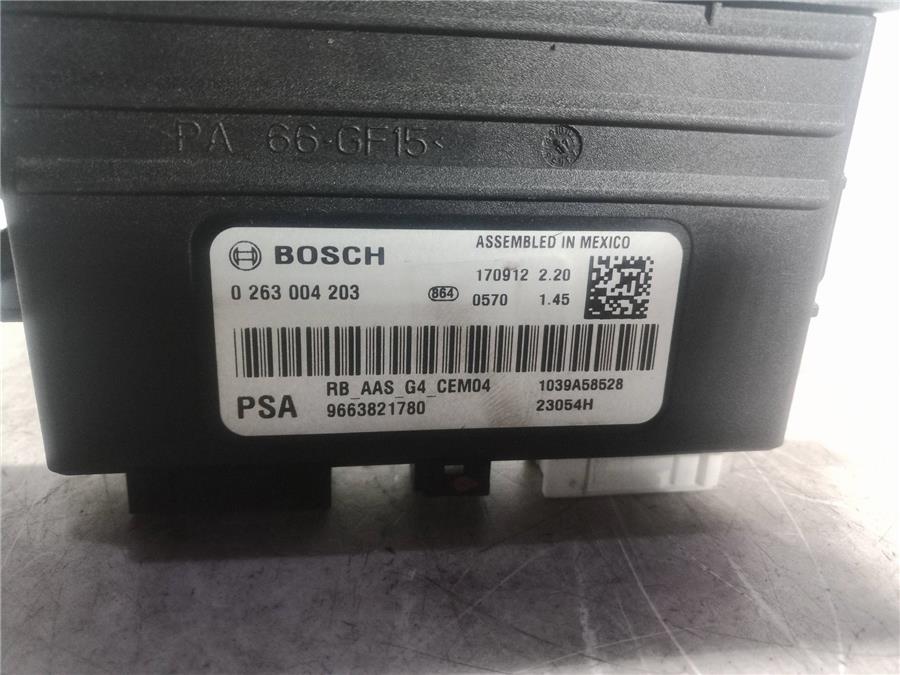 >PA 66-GF15<
BOSCH
ASSEMBLED IN MEXICO
0 263 004 203
864
170912 2.20
0570 1.45
PSA
RB_AAS_G4_CEM04
9663821780
1039A58528
23054H